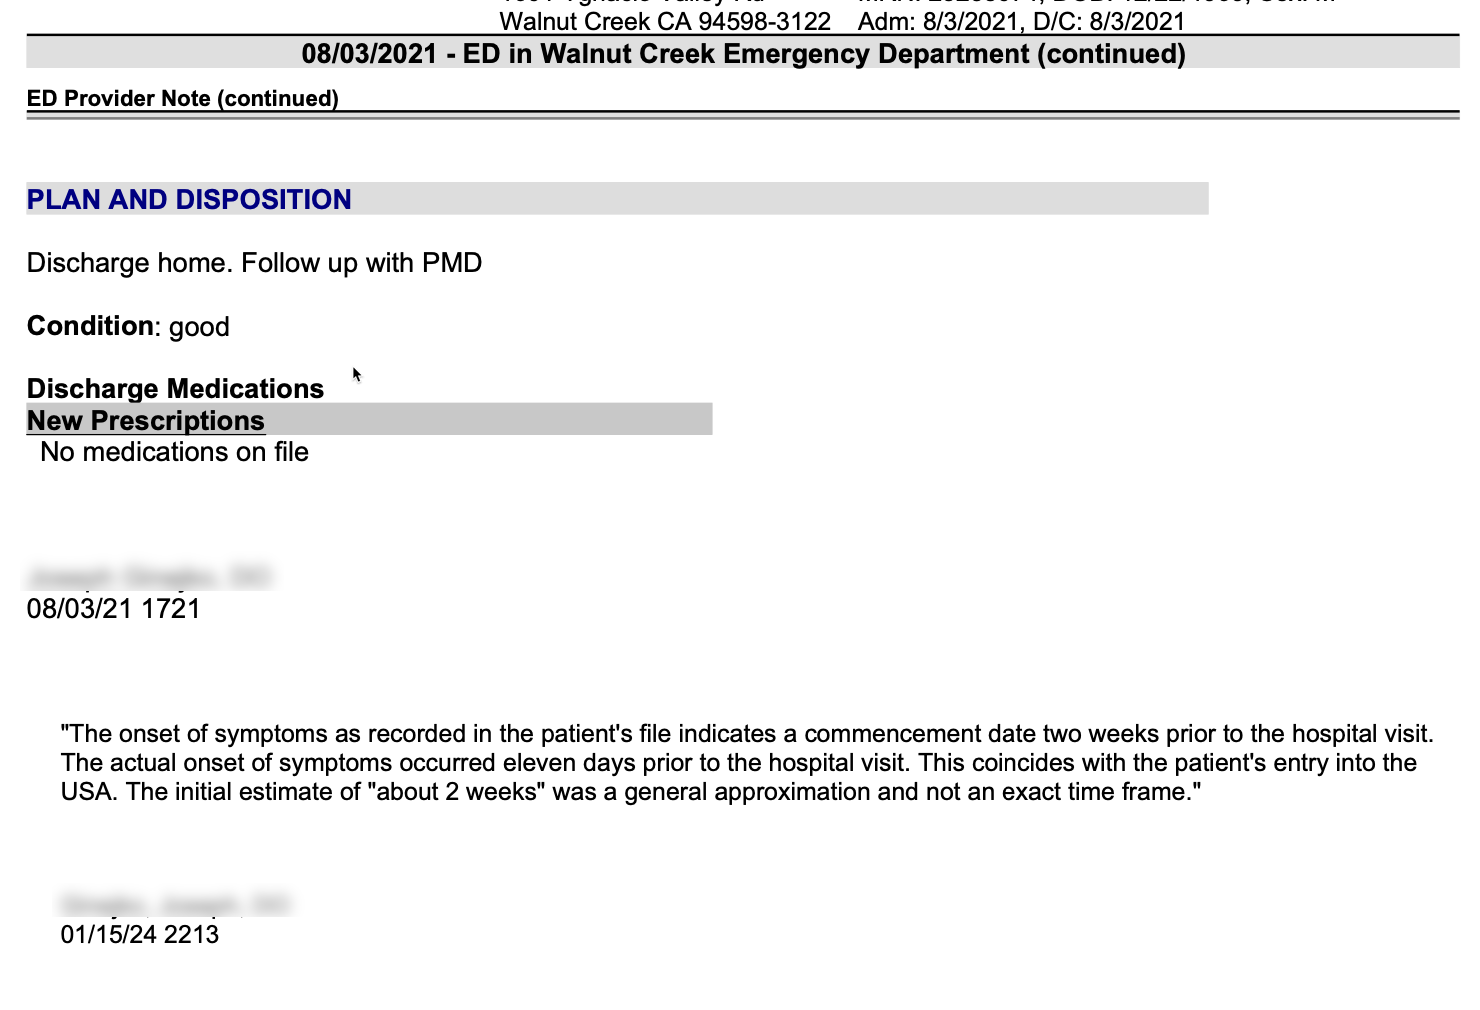 Walnut Creek CA 94598-3122 Adm: 8/3/2021, D/C: 8/3/2021
08/03/2021 - ED in Walnut Creek Emergency Department (continued)
ED Provider Note (continued)
PLAN AND DISPOSITION
Discharge home. Follow up with PMD
Condition: good
Discharge Medications
New Prescriptions
No medications on file
08/03/21 1721
"The onset of symptoms as recorded in the patient's file indicates a commencement date two weeks prior to the hospital visit.
The actual onset of symptoms occurred eleven days prior to the hospital visit. This coincides with the patient's entry into the
USA. The initial estimate of "about 2 weeks" was a general approximation and not an exact time frame."
01/15/24 2213